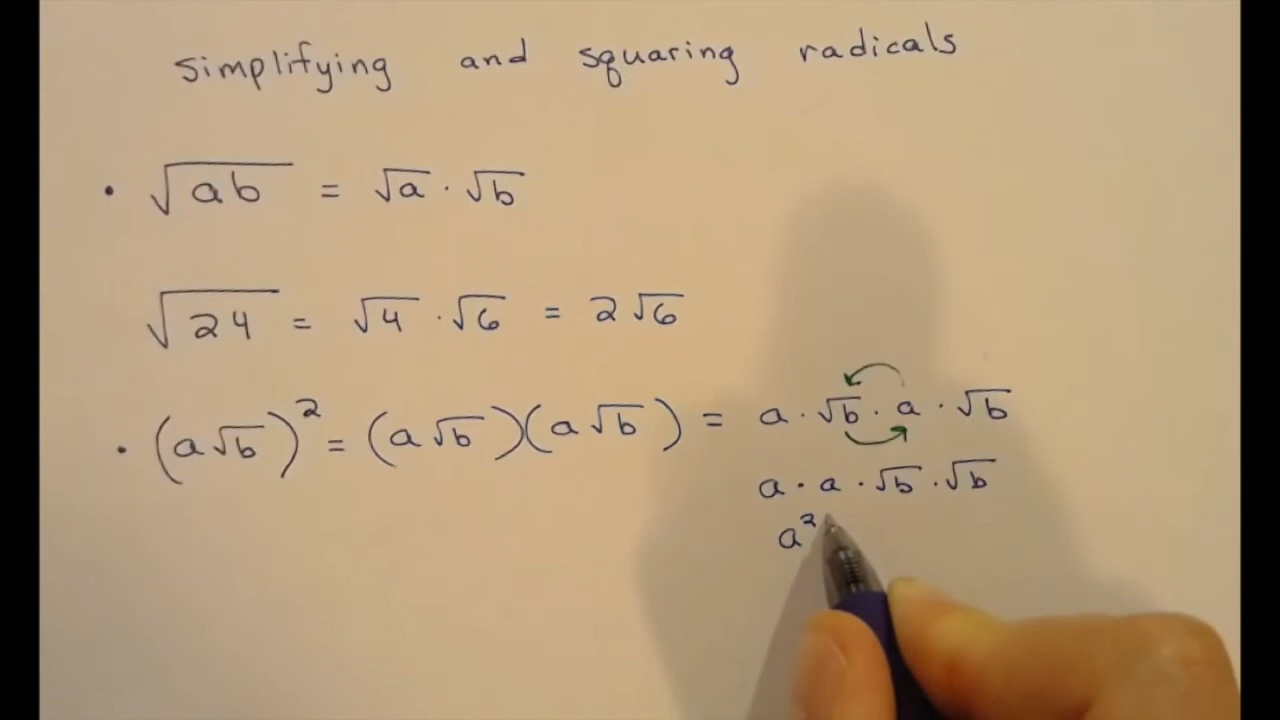 simplifying and squaring radicals
• √ab = √a · √b
√24 = √4 · √6 = 2√6
• (a√b)² = (a√b)(a√b) = a · √b · a · √b
a · a · √b · √b
a²